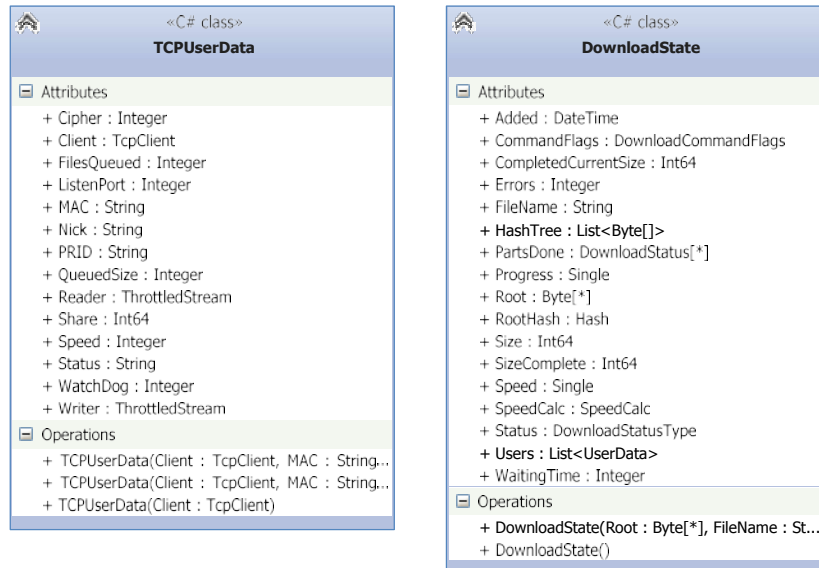 «C# class»
TCPUserData
Attributes
+ Cipher : Integer
+ Client : TcpClient
+ FilesQueued : Integer
+ ListenPort : Integer
+ MAC : String
+ Nick : String
+ PRID : String
+ QueuedSize : Integer
+ Reader : ThrottledStream
+ Share : Int64
+ Speed : Integer
+ Status : String
+ WatchDog : Integer
+ Writer : ThrottledStream
Operations
+ TCPUserData(Client : TcpClient, MAC : String...
+ TCPUserData(Client : TcpClient, MAC : String...
+ TCPUserData(Client : TcpClient)
«C# class»
DownloadState
Attributes
+ Added : DateTime
+ CommandFlags : DownloadCommandFlags
+ CompletedCurrentSize : Int64
+ Errors : Integer
+ FileName : String
+ HashTree : List<Byte[]>
+ PartsDone : DownloadStatus[*]
+ Progress : Single
+ Root : Byte[*]
+ RootHash : Hash
+ Size : Int64
+ SizeComplete : Int64
+ Speed : Single
+ SpeedCalc : SpeedCalc
+ Status : DownloadStatusType
+ Users : List<UserData>
+ WaitingTime : Integer
Operations
+ DownloadState(Root : Byte[*], FileName : St...
+ DownloadState()